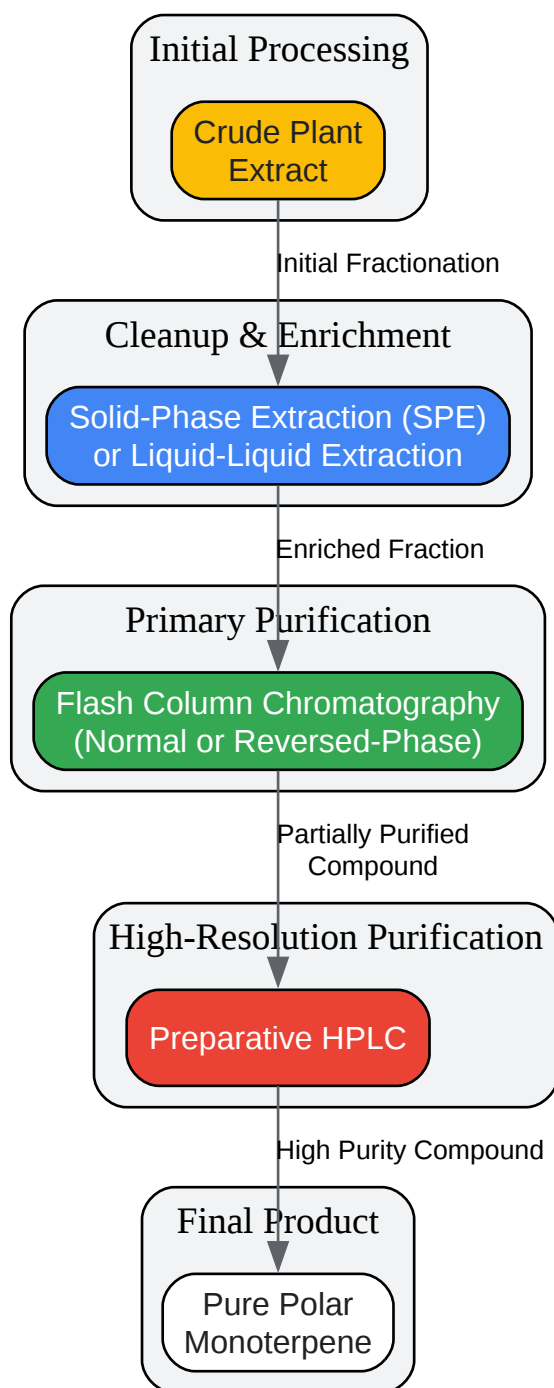 Initial Processing
Crude Plant
Extract
Initial Fractionation
Cleanup & Enrichment
Solid-Phase Extraction (SPE)
or Liquid-Liquid Extraction
Enriched Fraction
Primary Purification
Flash Column Chromatography
(Normal or Reversed-Phase)
Partially Purified
Compound
High-Resolution Purification
Preparative HPLC
High Purity Compound
Final Product
Pure Polar
Monoterpene